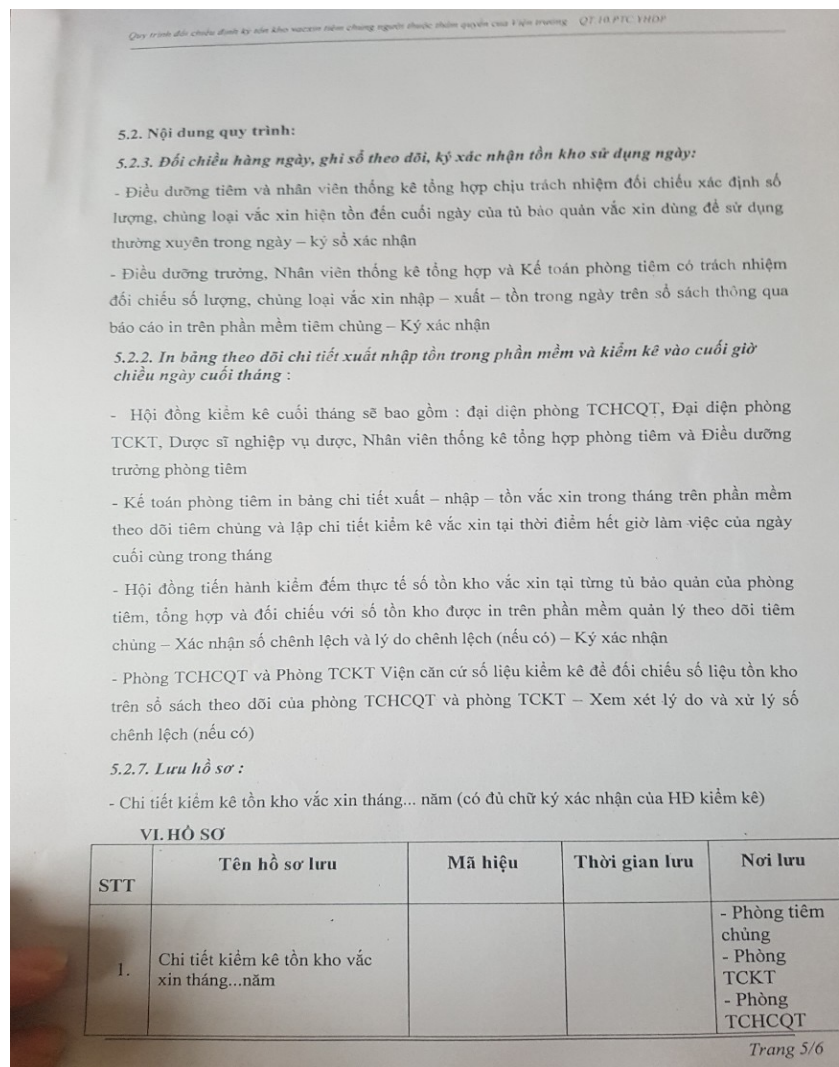 Quy trình đối chiếu định kỳ tồn kho vacxin tiêm chủng người thuộc thẩm quyền của Viện trưởng QT.10.PTC.VHDP
5.2. Nội dung quy trình:
5.2.3. Đối chiếu hàng ngày, ghi sổ theo dõi, ký xác nhận tồn kho sử dụng ngày:
- Điều dưỡng tiêm và nhân viên thống kê tổng hợp chịu trách nhiệm đối chiếu xác định số
lượng, chủng loại vắc xin hiện tồn đến cuối ngày của tủ bảo quản vắc xin dùng để sử dụng
thường xuyên trong ngày – ký sổ xác nhận
- Điều dưỡng trưởng, Nhân viên thống kê tổng hợp và Kế toán phòng tiêm có trách nhiệm
đối chiếu số lượng, chủng loại vắc xin nhập – xuất – tồn trong ngày trên sổ sách thông qua
báo cáo in trên phần mềm tiêm chủng – Ký xác nhận
5.2.2. In bảng theo dõi chi tiết xuất nhập tồn trong phần mềm và kiểm kê vào cuối giờ
chiều ngày cuối tháng :
- Hội đồng kiểm kê cuối tháng sẽ bao gồm : đại diện phòng TCHCQT, Đại diện phòng
TCKT, Dược sĩ nghiệp vụ dược, Nhân viên thống kê tổng hợp phòng tiêm và Điều dưỡng
trưởng phòng tiêm
- Kế toán phòng tiêm in bảng chi tiết xuất – nhập – tồn vắc xin trong tháng trên phần mềm
theo dõi tiêm chủng và lập chi tiết kiểm kê vắc xin tại thời điểm hết giờ làm việc của ngày
cuối cùng trong tháng
- Hội đồng tiến hành kiểm đếm thực tế số tồn kho vắc xin tại từng tủ bảo quản của phòng
tiêm, tổng hợp và đối chiếu với số tồn kho được in trên phần mềm quản lý theo dõi tiêm
chủng – Xác nhận số chênh lệch và lý do chênh lệch (nếu có) – Ký xác nhận
- Phòng TCHCQT và Phòng TCKT Viện căn cứ số liệu kiểm kê để đối chiếu số liệu tồn kho
trên sổ sách theo dõi của phòng TCHCQT và phòng TCKT – Xem xét lý do và xử lý số
chênh lệch (nếu có)
5.2.7. Lưu hồ sơ :
- Chi tiết kiểm kê tồn kho vắc xin tháng... năm (có đủ chữ ký xác nhận của HĐ kiểm kê)
VI. HỒ SƠ
STT Tên hồ sơ lưu Mã hiệu Thời gian lưu Nơi lưu
1. Chi tiết kiểm kê tồn kho vắc
xin tháng...năm
- Phòng tiêm
chủng
- Phòng
TCKT
- Phòng
TCHCQT
Trang 5/6